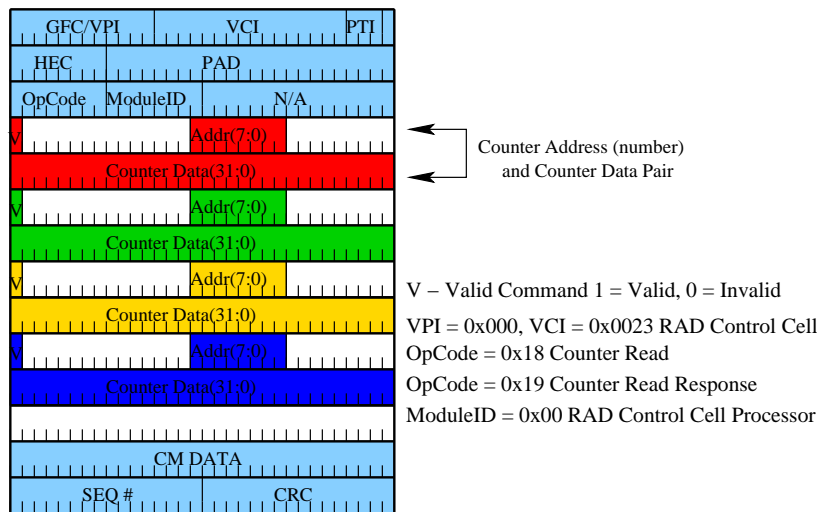 GFC/VPI VCI PTI
HEC PAD
OpCode ModuleID N/A
V Addr(7:0)
Counter Data(31:0)
V Addr(7:0)
Counter Data(31:0)
V Addr(7:0)
Counter Data(31:0)
V Addr(7:0)
Counter Data(31:0)
CM DATA
SEQ # CRC
Counter Address (number)
and Counter Data Pair
V – Valid Command 1 = Valid, 0 = Invalid
VPI = 0x000, VCI = 0x0023 RAD Control Cell
OpCode = 0x18 Counter Read
OpCode = 0x19 Counter Read Response
ModuleID = 0x00 RAD Control Cell Processor